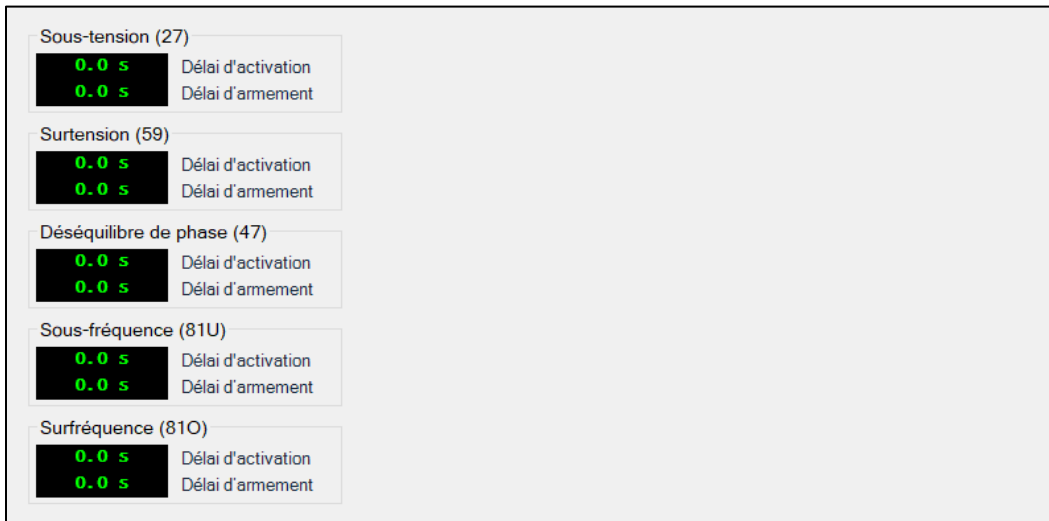 Sous-tension (27)
0.0 s Délai d'activation
0.0 s Délai d'armement
Surtension (59)
0.0 s Délai d'activation
0.0 s Délai d'armement
Déséquilibre de phase (47)
0.0 s Délai d'activation
0.0 s Délai d'armement
Sous-fréquence (81U)
0.0 s Délai d'activation
0.0 s Délai d'armement
Surfréquence (81O)
0.0 s Délai d'activation
0.0 s Délai d'armement